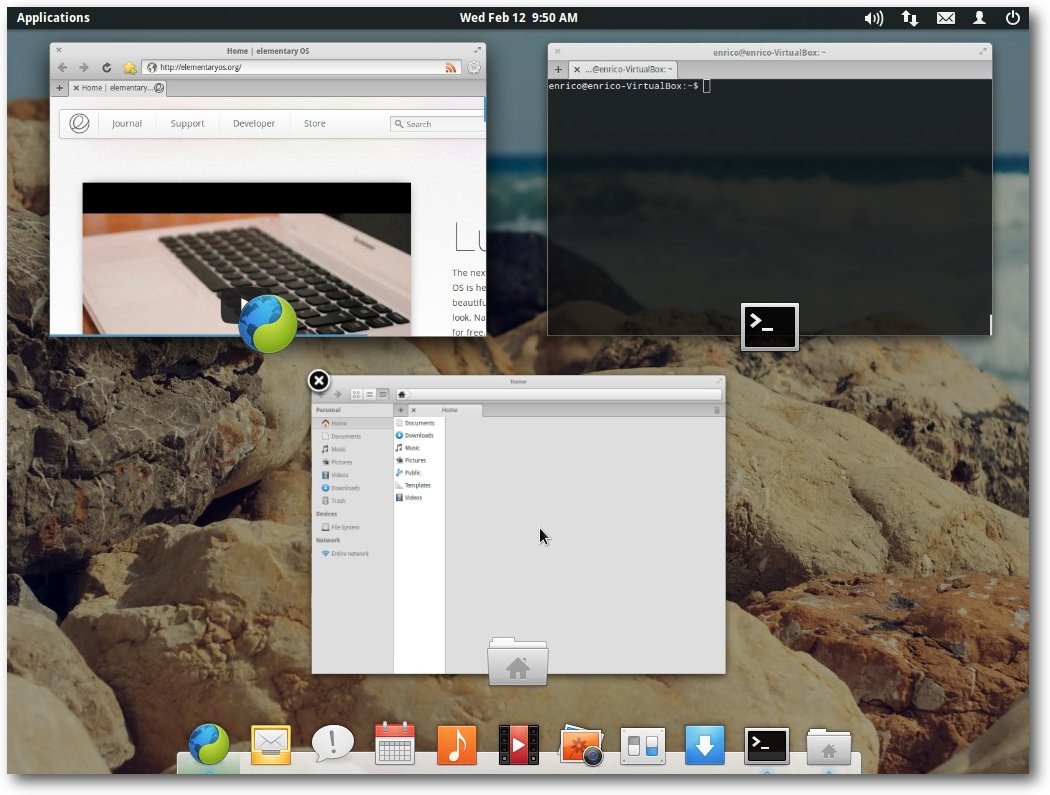 Applications
Wed Feb 12 9:50 AM
Home | elementary OS
http://elementaryos.org/
Home | elementary...
Journal
Support
Developer
Store
Search
Lu
The nex
OS is he
beautifu
look. Na
for free.
enrico@enrico-VirtualBox: ~
...@enrico-VirtualBox: ~
enrico@enrico-VirtualBox:~$
Home
Personal
Home
Home
Documents
Music
Pictures
Videos
Downloads
Trash
Devices
File System
Network
Entire network
Documents
Downloads
Music
Pictures
Public
Templates
Videos